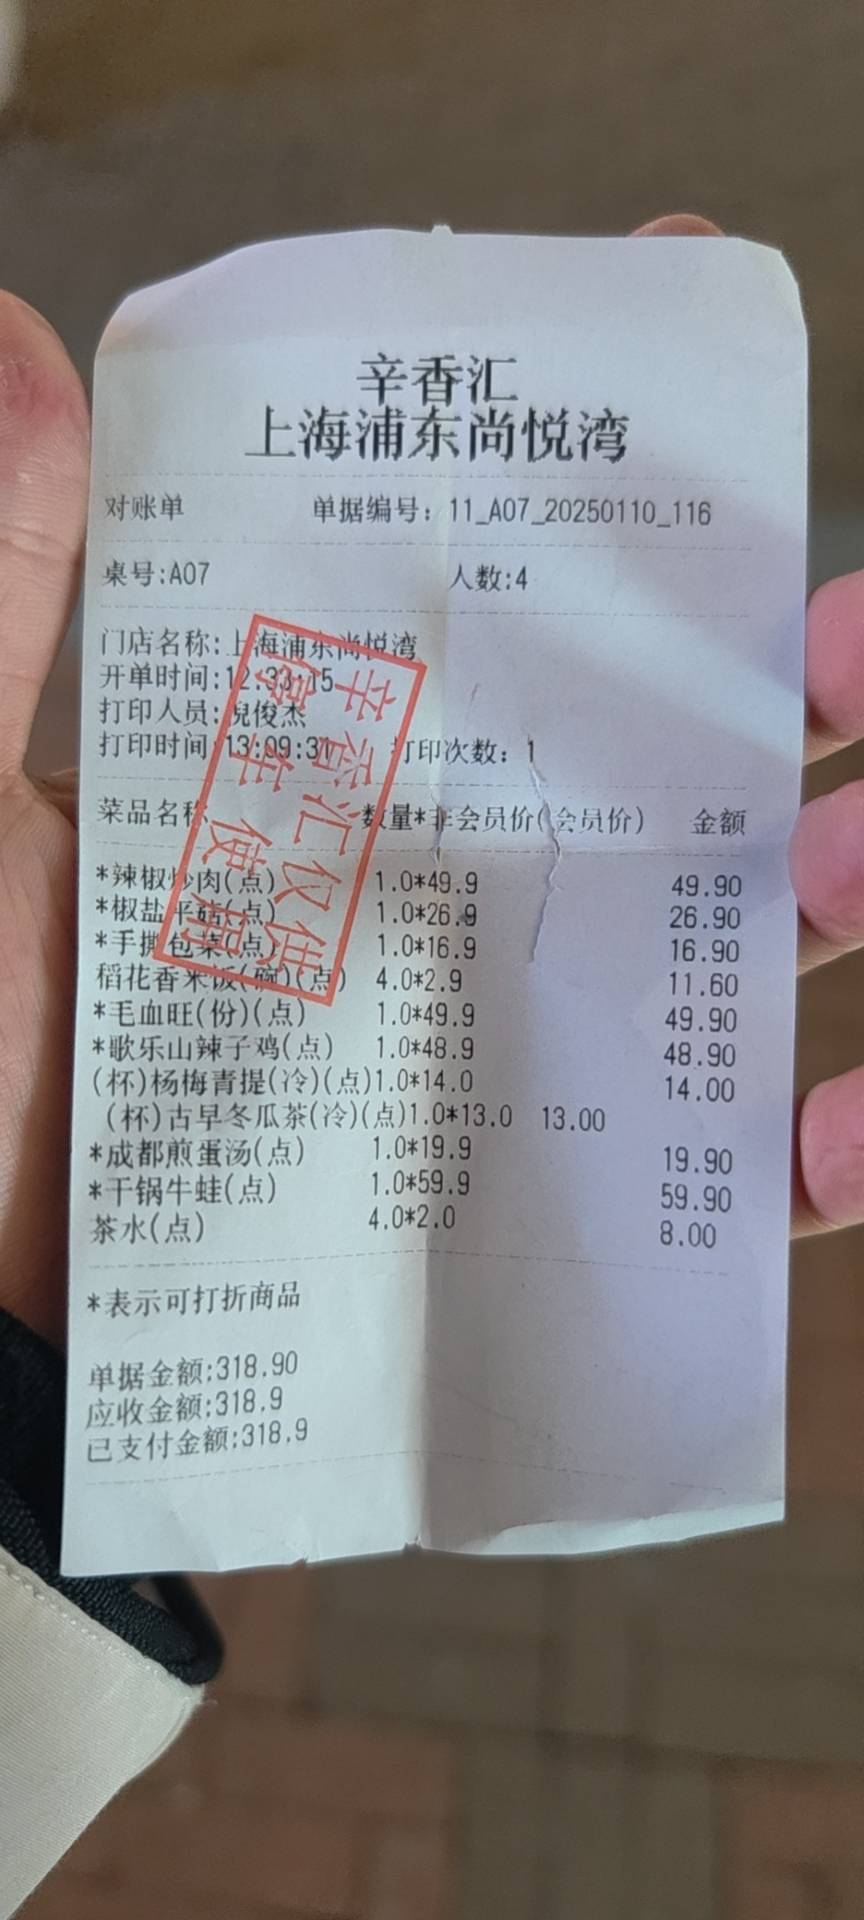 辛香汇
上海浦东尚悦湾
对账单 单据编号: 11_A07_20250110_116
桌号:A07 人数:4
门店名称:上海浦东尚悦湾
开单时间:12:33:15
打印人员:倪俊杰
打印时间:13:09:31 打印次数: 1
菜品名称 数量*非会员价(会员价) 金额
*辣椒炒肉(点) 1.0*49.9 49.90
*椒盐平菇(点) 1.0*26.9 26.90
*手撕包菜(点) 1.0*16.9 16.90
稻花香米饭(碗)(点) 4.0*2.9 11.60
*毛血旺(份)(点) 1.0*49.9 49.90
*歌乐山辣子鸡(点) 1.0*48.9 48.90
(杯)杨梅青提(冷)(点)1.0*14.0 14.00
(杯)古早冬瓜茶(冷)(点)1.0*13.0 13.00
*成都煎蛋汤(点) 1.0*19.9 19.90
*干锅牛蛙(点) 1.0*59.9 59.90
茶水(点) 4.0*2.0 8.00
*表示可打折商品
单据金额:318.90
应收金额:318.9
已支付金额:318.9
辛香汇仅供
停车使用